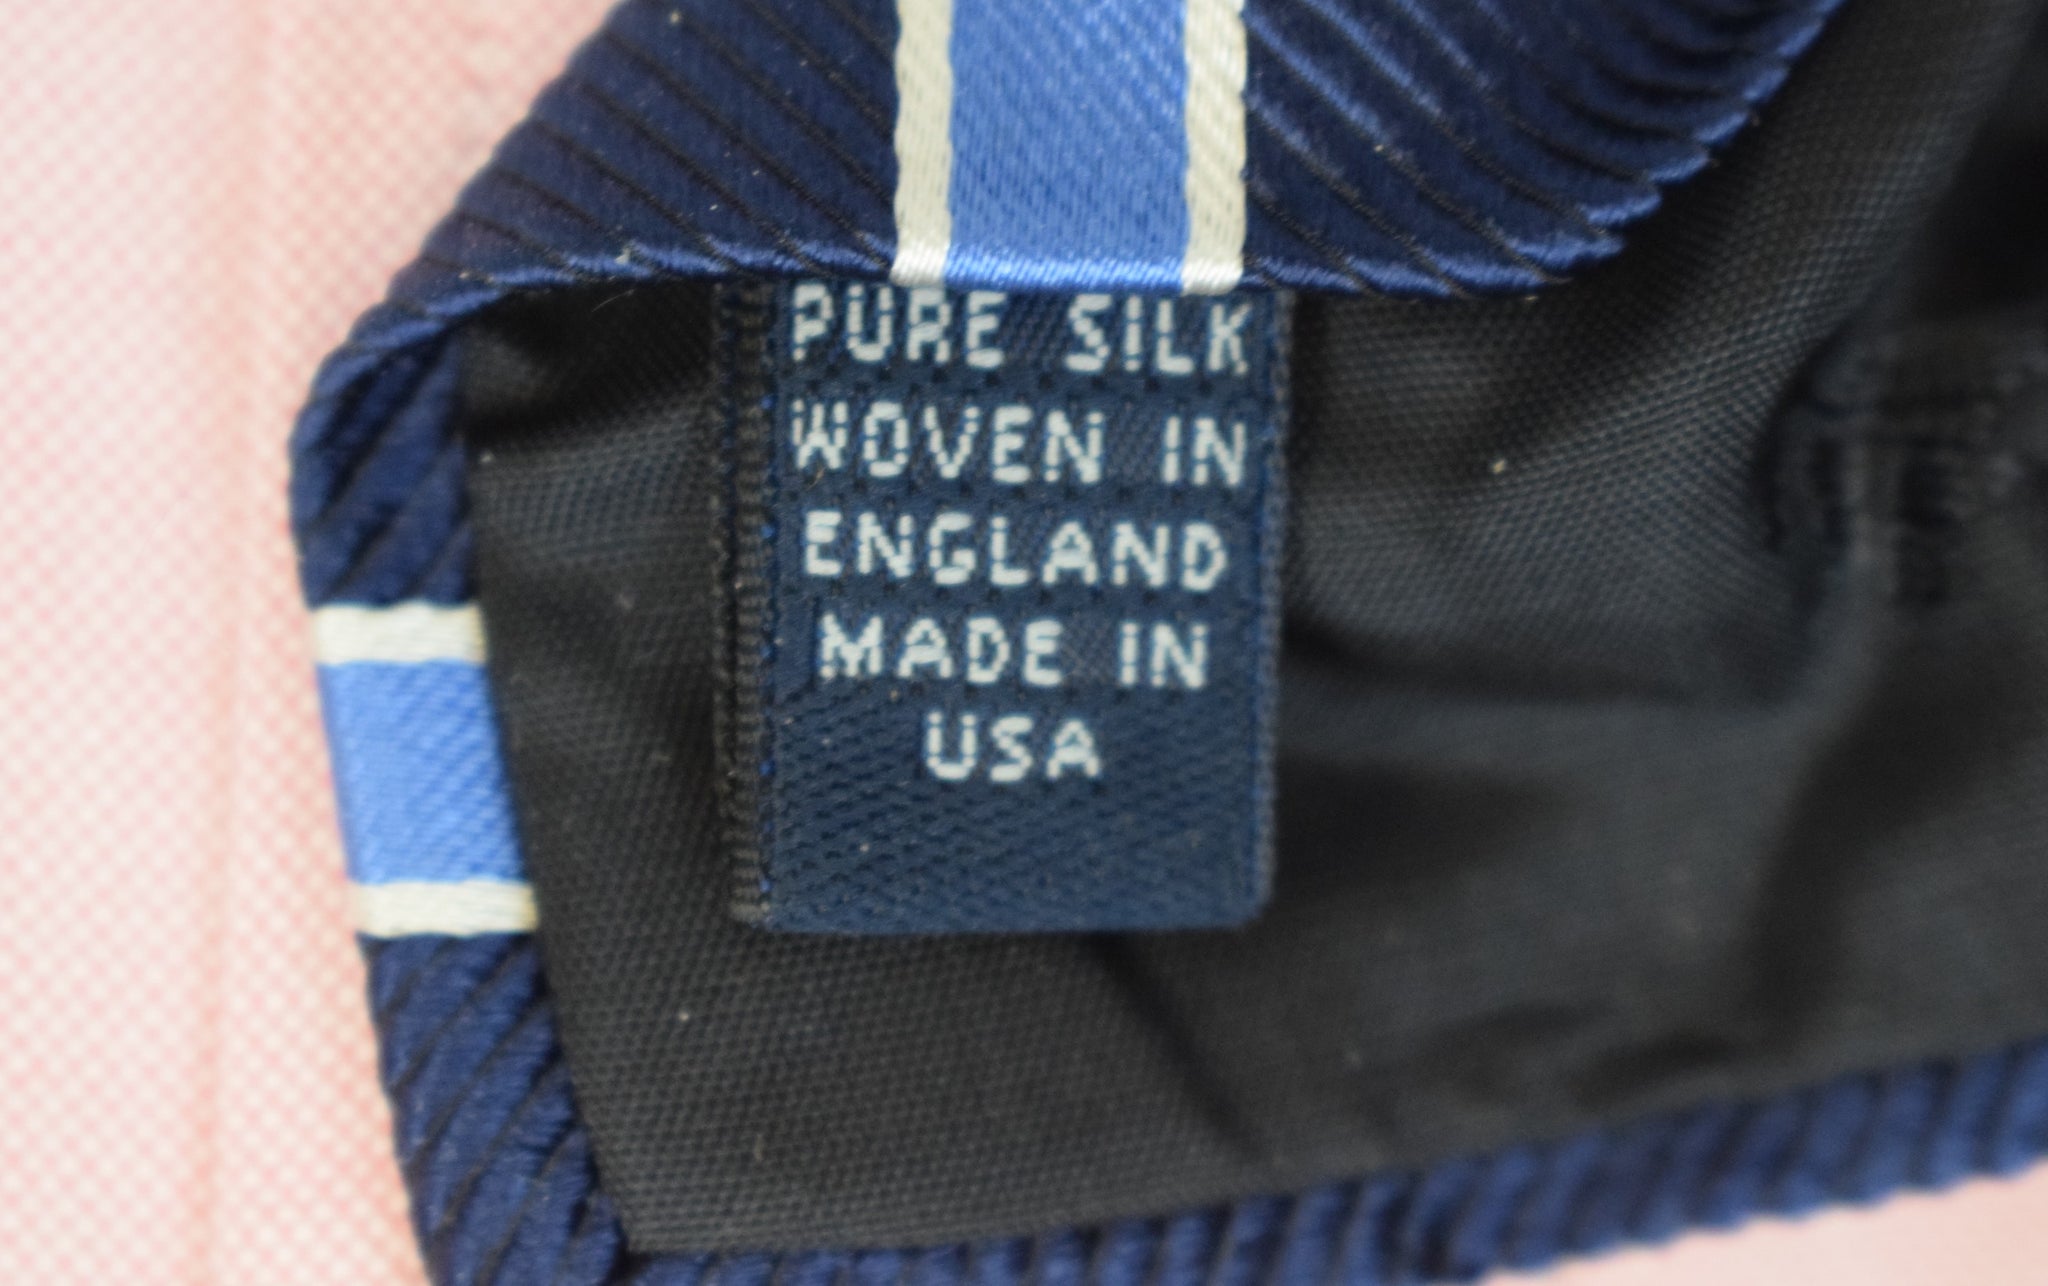 PURE SILK
WOVEN IN
ENGLAND
MADE IN
USA